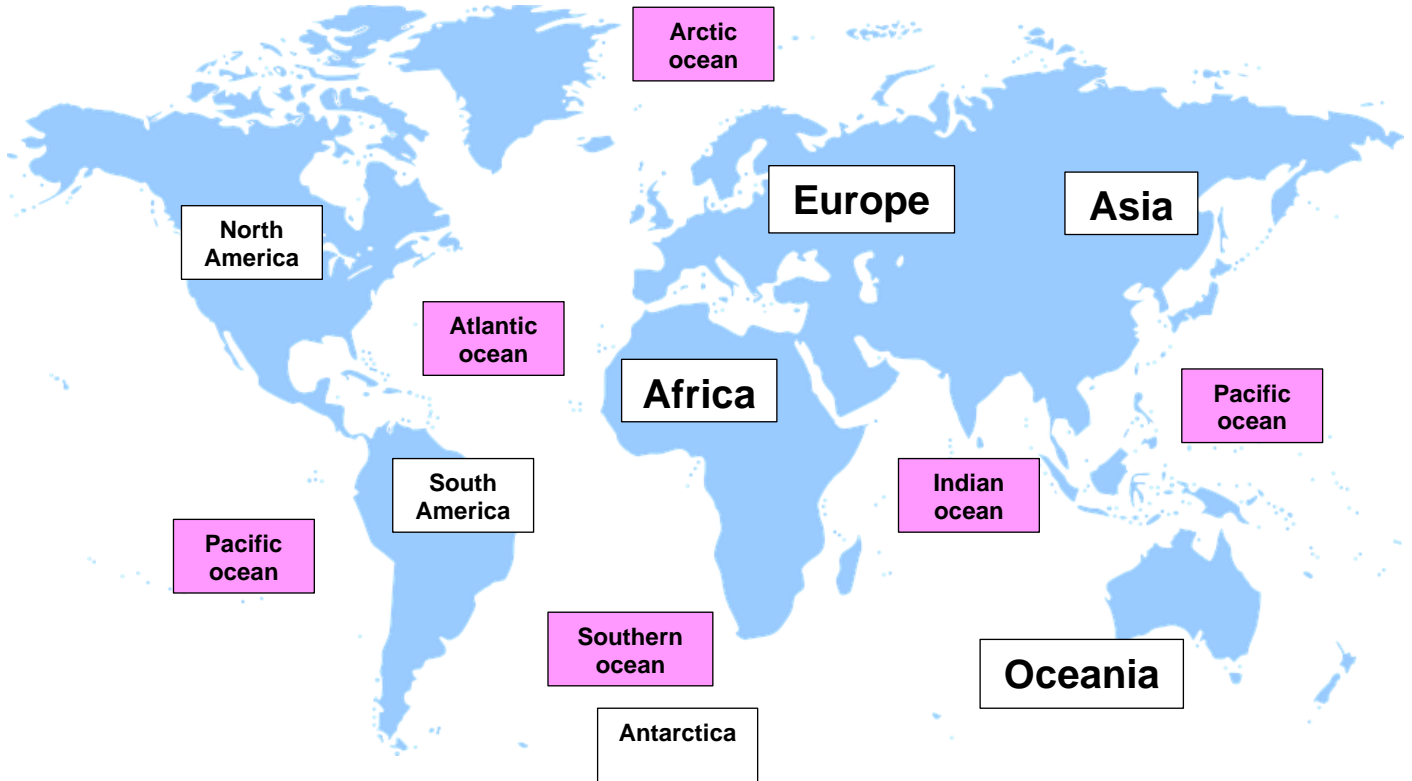 Arctic
ocean
Europe
Asia
North
America
Atlantic
ocean
Africa
Pacific
ocean
South
America
Indian
ocean
Pacific
ocean
Southern
ocean
Oceania
Antarctica